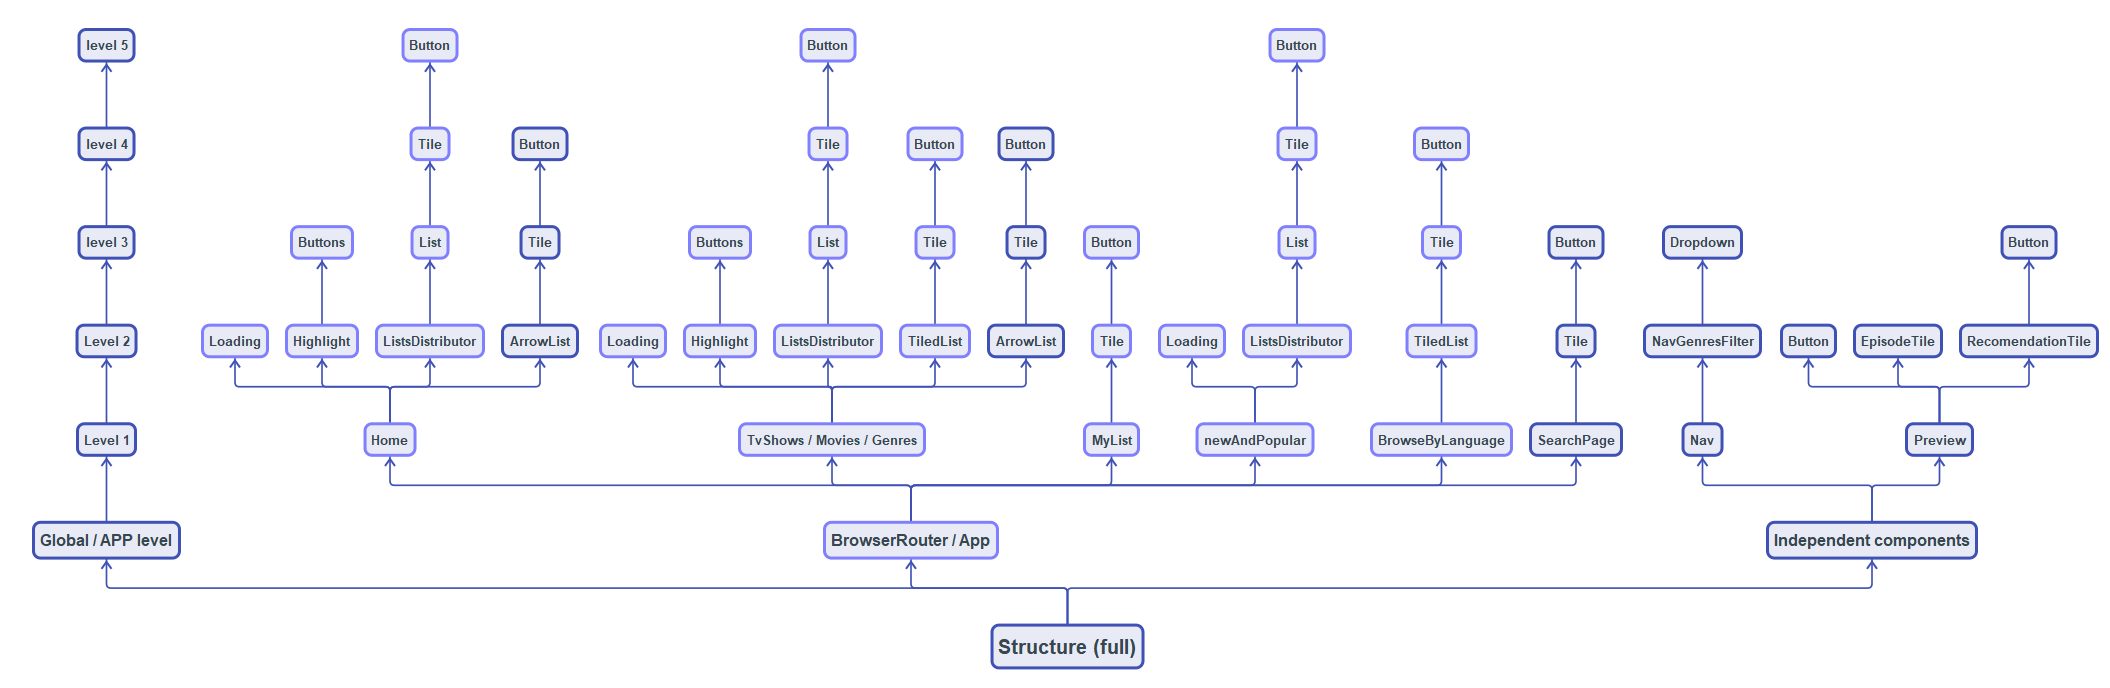 level 5
Button
Button
Button
level 4
Tile
Button
Tile
Button
Button
Tile
Button
level 3
Buttons
List
Tile
Buttons
List
Tile
Tile
Button
List
Tile
Button
Dropdown
Button
Level 2
Loading
Highlight
ListsDistributor
ArrowList
Loading
Highlight
ListsDistributor
TiledList
ArrowList
Tile
Loading
ListsDistributor
TiledList
Tile
NavGenresFilter
Button
EpisodeTile
RecomendationTile
Level 1
Home
TvShows / Movies / Genres
MyList
newAndPopular
BrowseByLanguage
SearchPage
Nav
Preview
Global / APP level
BrowserRouter / App
Independent components
Structure (full)